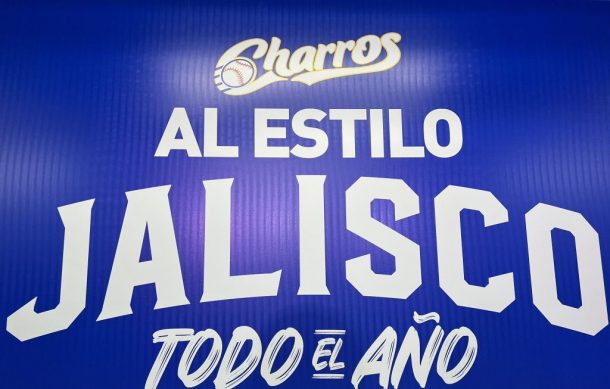 Charros
AL ESTILO
JALISCO
TODO EL AÑO